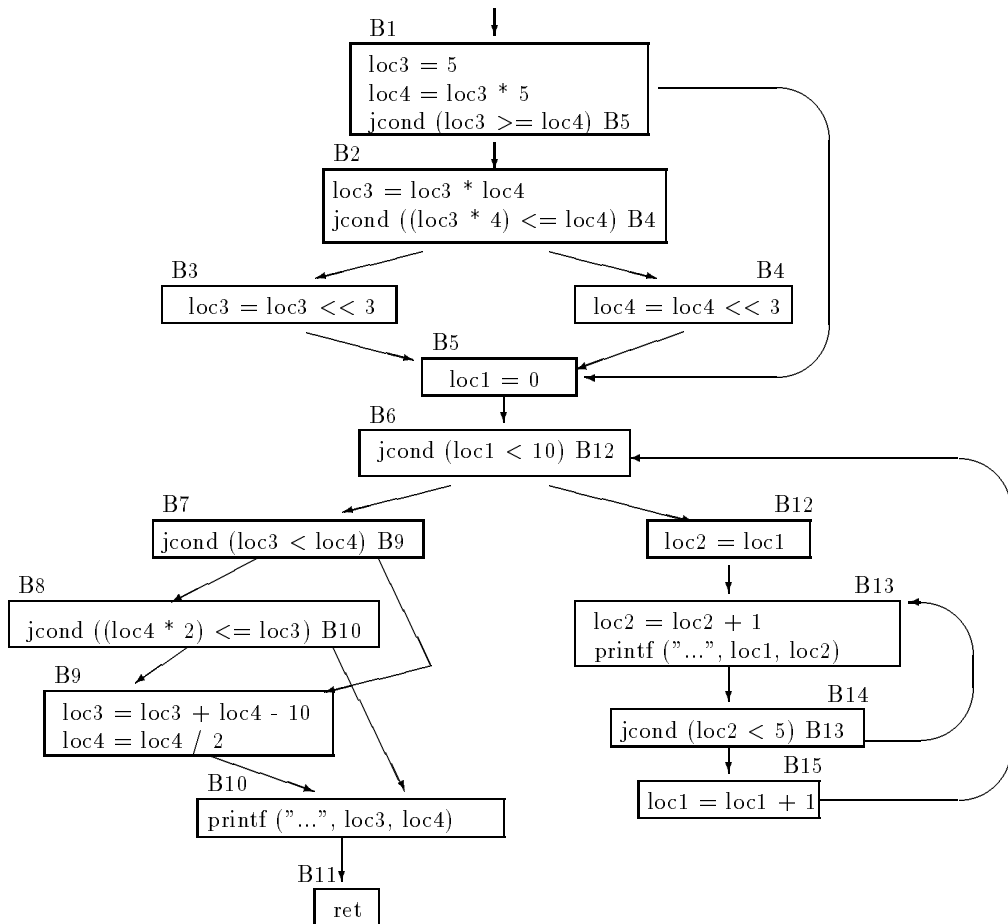 B1
loc3 = 5
loc4 = loc3 * 5
jcond (loc3 >= loc4) B5
B2
loc3 = loc3 * loc4
jcond ((loc3 * 4) <= loc4) B4
B3
loc3 = loc3 << 3
B4
loc4 = loc4 << 3
B5
loc1 = 0
B6
jcond (loc1 < 10) B12
B7
jcond (loc3 < loc4) B9
B12
loc2 = loc1
B8
jcond ((loc4 * 2) <= loc3) B10
B13
loc2 = loc2 + 1
printf ("...", loc1, loc2)
B9
loc3 = loc3 + loc4 - 10
loc4 = loc4 / 2
B14
jcond (loc2 < 5) B13
B10
printf ("...", loc3, loc4)
B15
loc1 = loc1 + 1
B11
ret